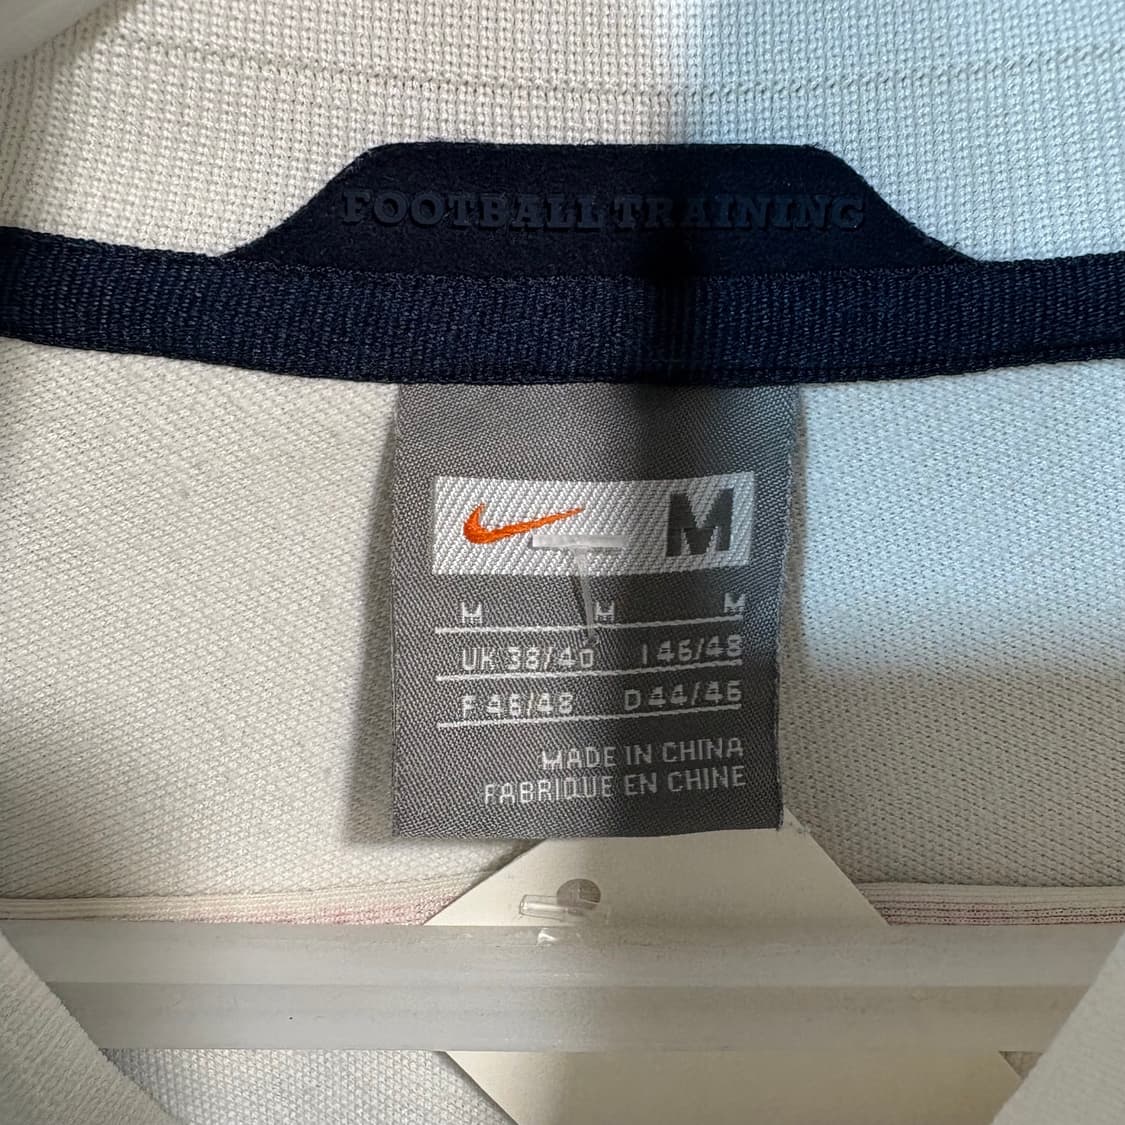 FOOTBALL TRAINING
M
M M M
UK 38/40 I 46/48
F 46/48 D 44/46
MADE IN CHINA
FABRIQUE EN CHINE